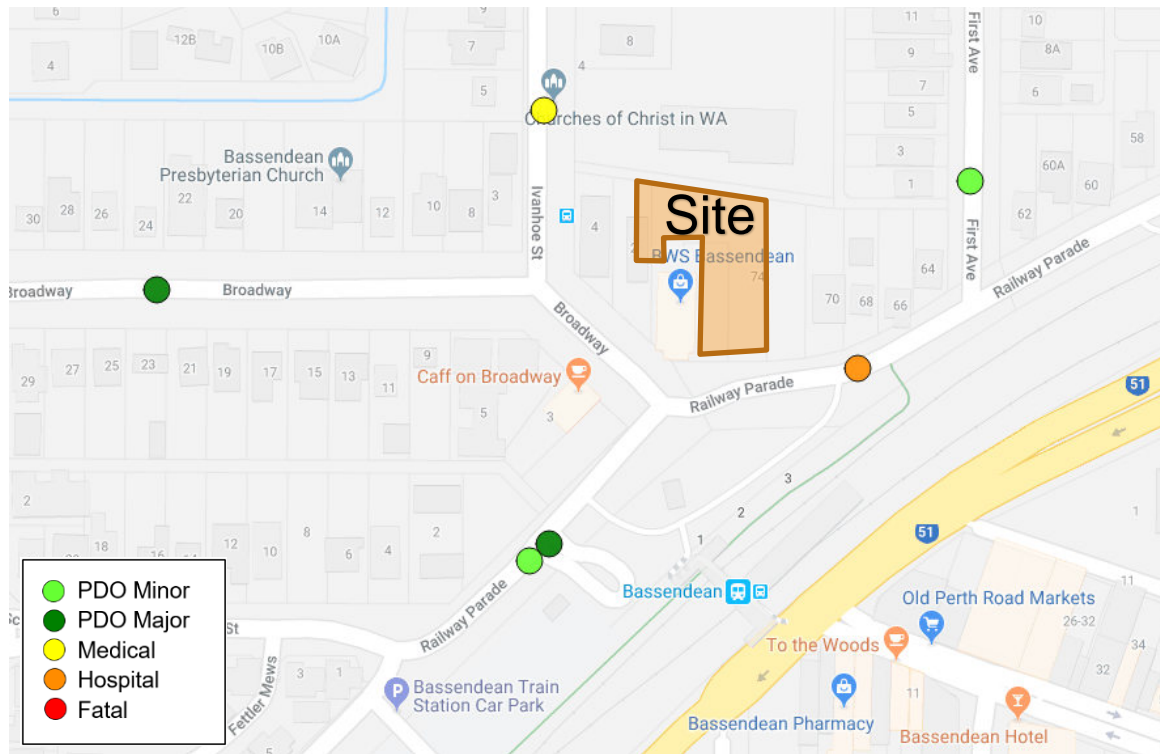 6
12B
10B
10A
4
9
7
5
8
4
11
9
7
5
3
1
First Ave
10
8A
6
58
60A
60
62
64
Churches of Christ in WA
Bassendean
Presbyterian Church
30
28
26
24
22
20
14
12
10
8
3
Ivanhoe St
4
Site
BWS Bassendean
74
70
68
66
First Ave
Railway Parade
Broadway
Broadway
Broadway
29
27
25
23
21
19
17
15
13
11
9
5
3
Caff on Broadway
Railway Parade
51
2
18
16
12
10
8
6
4
2
3
2
1
51
1
Bassendean
Railway Parade
St
Fettler Mews
3
1
5
Bassendean Train
Station Car Park
P
Old Perth Road Markets
11
26-32
34
32
To the Woods
11
Bassendean Pharmacy
Bassendean Hotel
PDO Minor
PDO Major
Medical
Hospital
Fatal